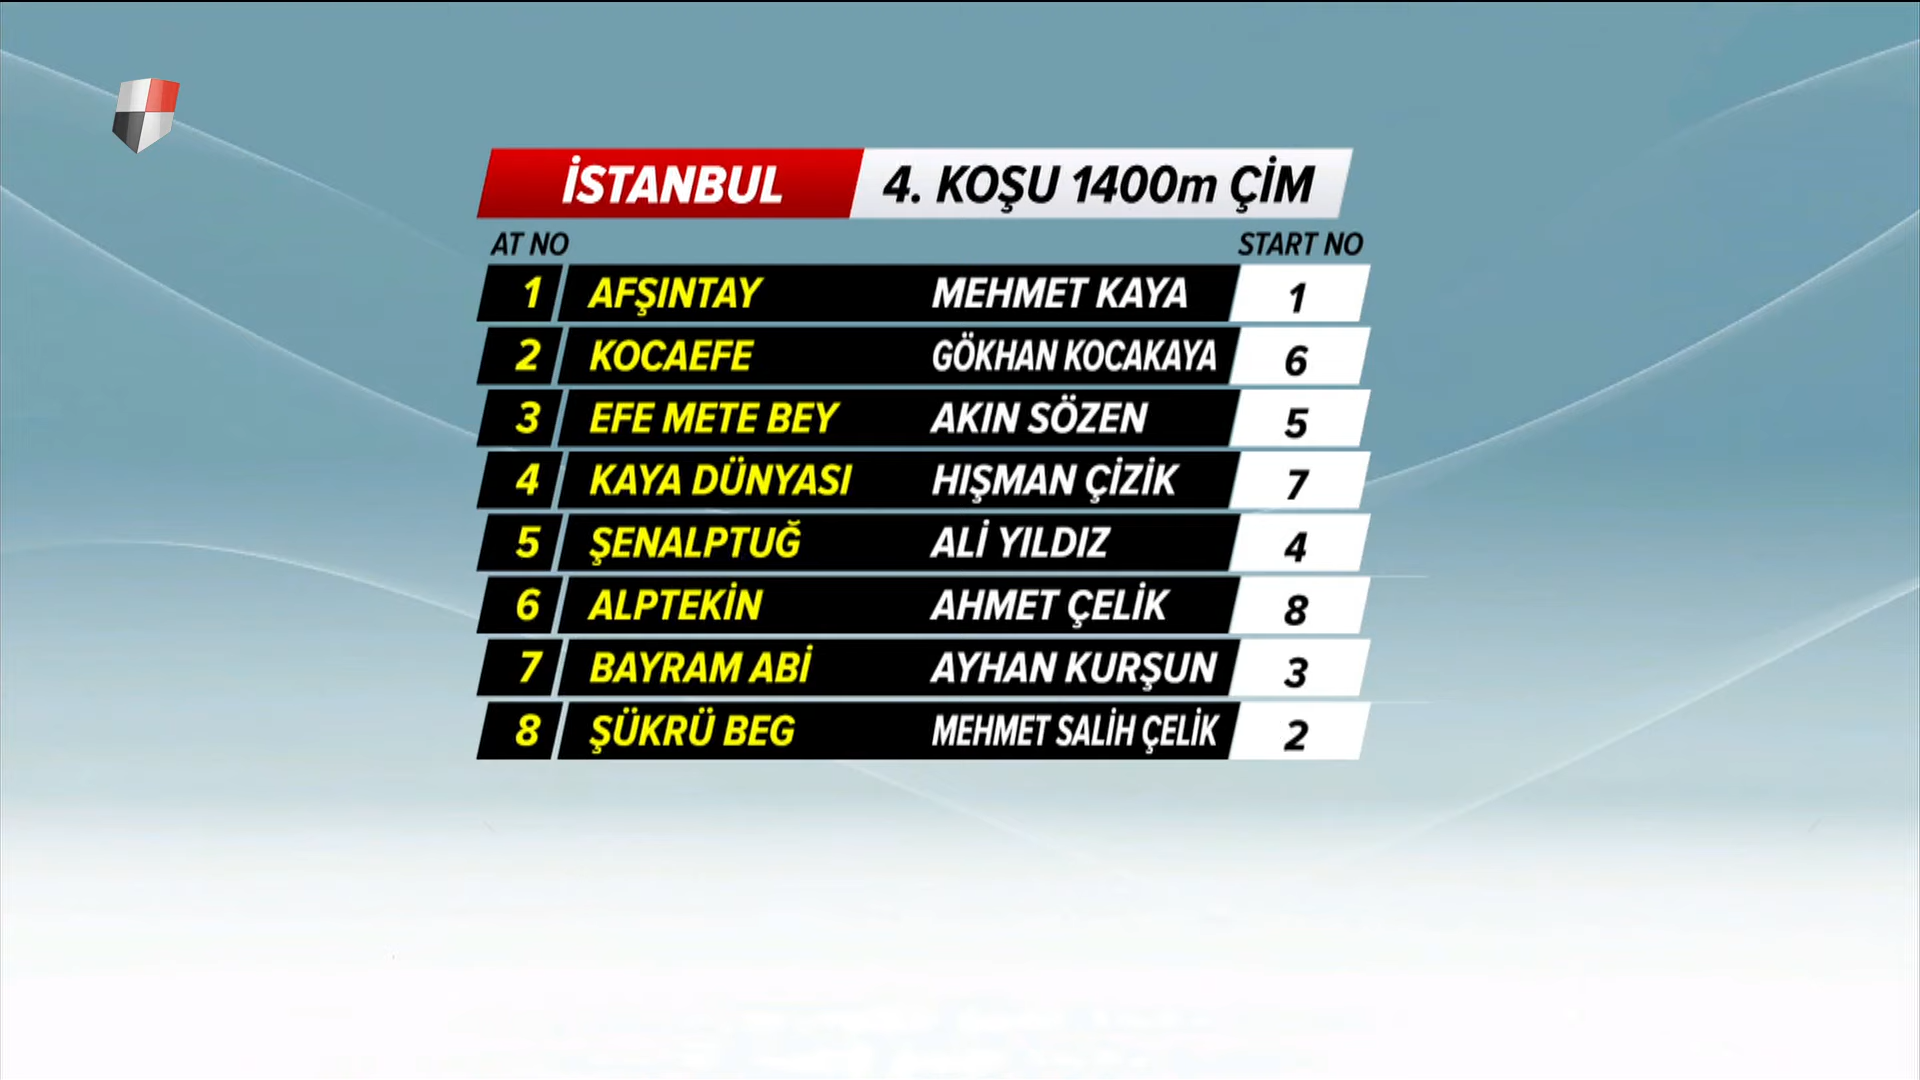 İSTANBUL 4. KOŞU 1400m ÇİM
AT NO START NO
1 AFŞINTAY MEHMET KAYA 1
2 KOCAEFE GÖKHAN KOCAKAYA 6
3 EFE METE BEY AKIN SÖZEN 5
4 KAYA DÜNYASI HIŞMAN ÇİZİK 7
5 ŞENALPTUĞ ALİ YILDIZ 4
6 ALPTEKİN AHMET ÇELİK 8
7 BAYRAM ABİ AYHAN KURŞUN 3
8 ŞÜKRÜ BEG MEHMET SALİH ÇELİK 2